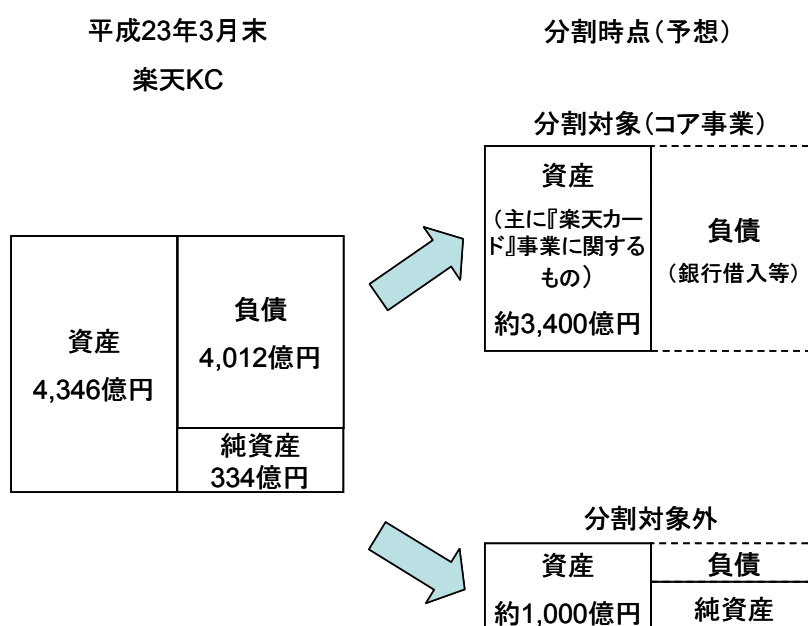 平成23年3月末
楽天KC
資産
4,346億円
負債
4,012億円
純資産
334億円
分割時点(予想)
分割対象(コア事業)
資産
(主に『楽天カー
ド』事業に関する
もの)
約3,400億円
負債
(銀行借入等)
分割対象外
資産
約1,000億円
負債
純資産